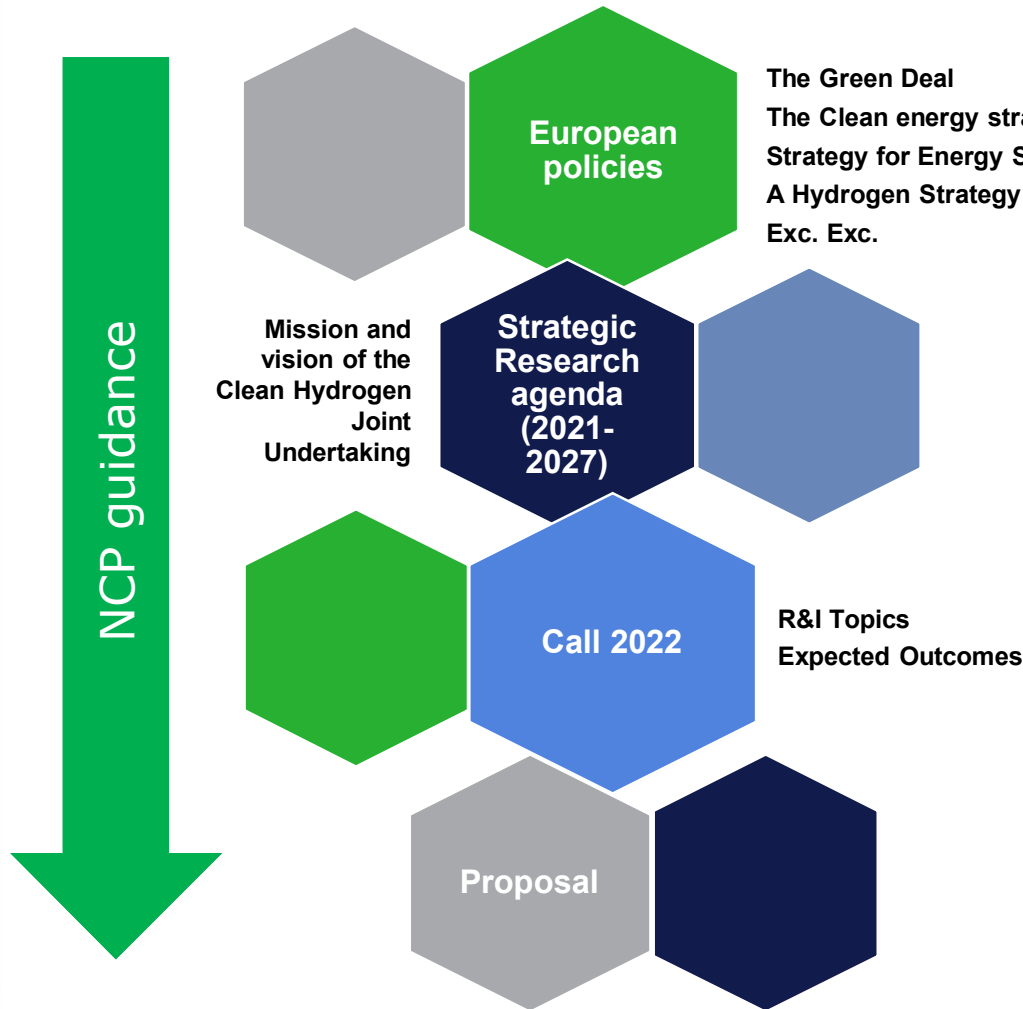 NCP guidance
European
policies
The Green Deal
The Clean energy stra
Strategy for Energy S
A Hydrogen Strategy
Exc. Exc.
Mission and
vision of the
Clean Hydrogen
Joint
Undertaking
Strategic
Research
agenda
(2021-
2027)
Call 2022
R&I Topics
Expected Outcomes
Proposal